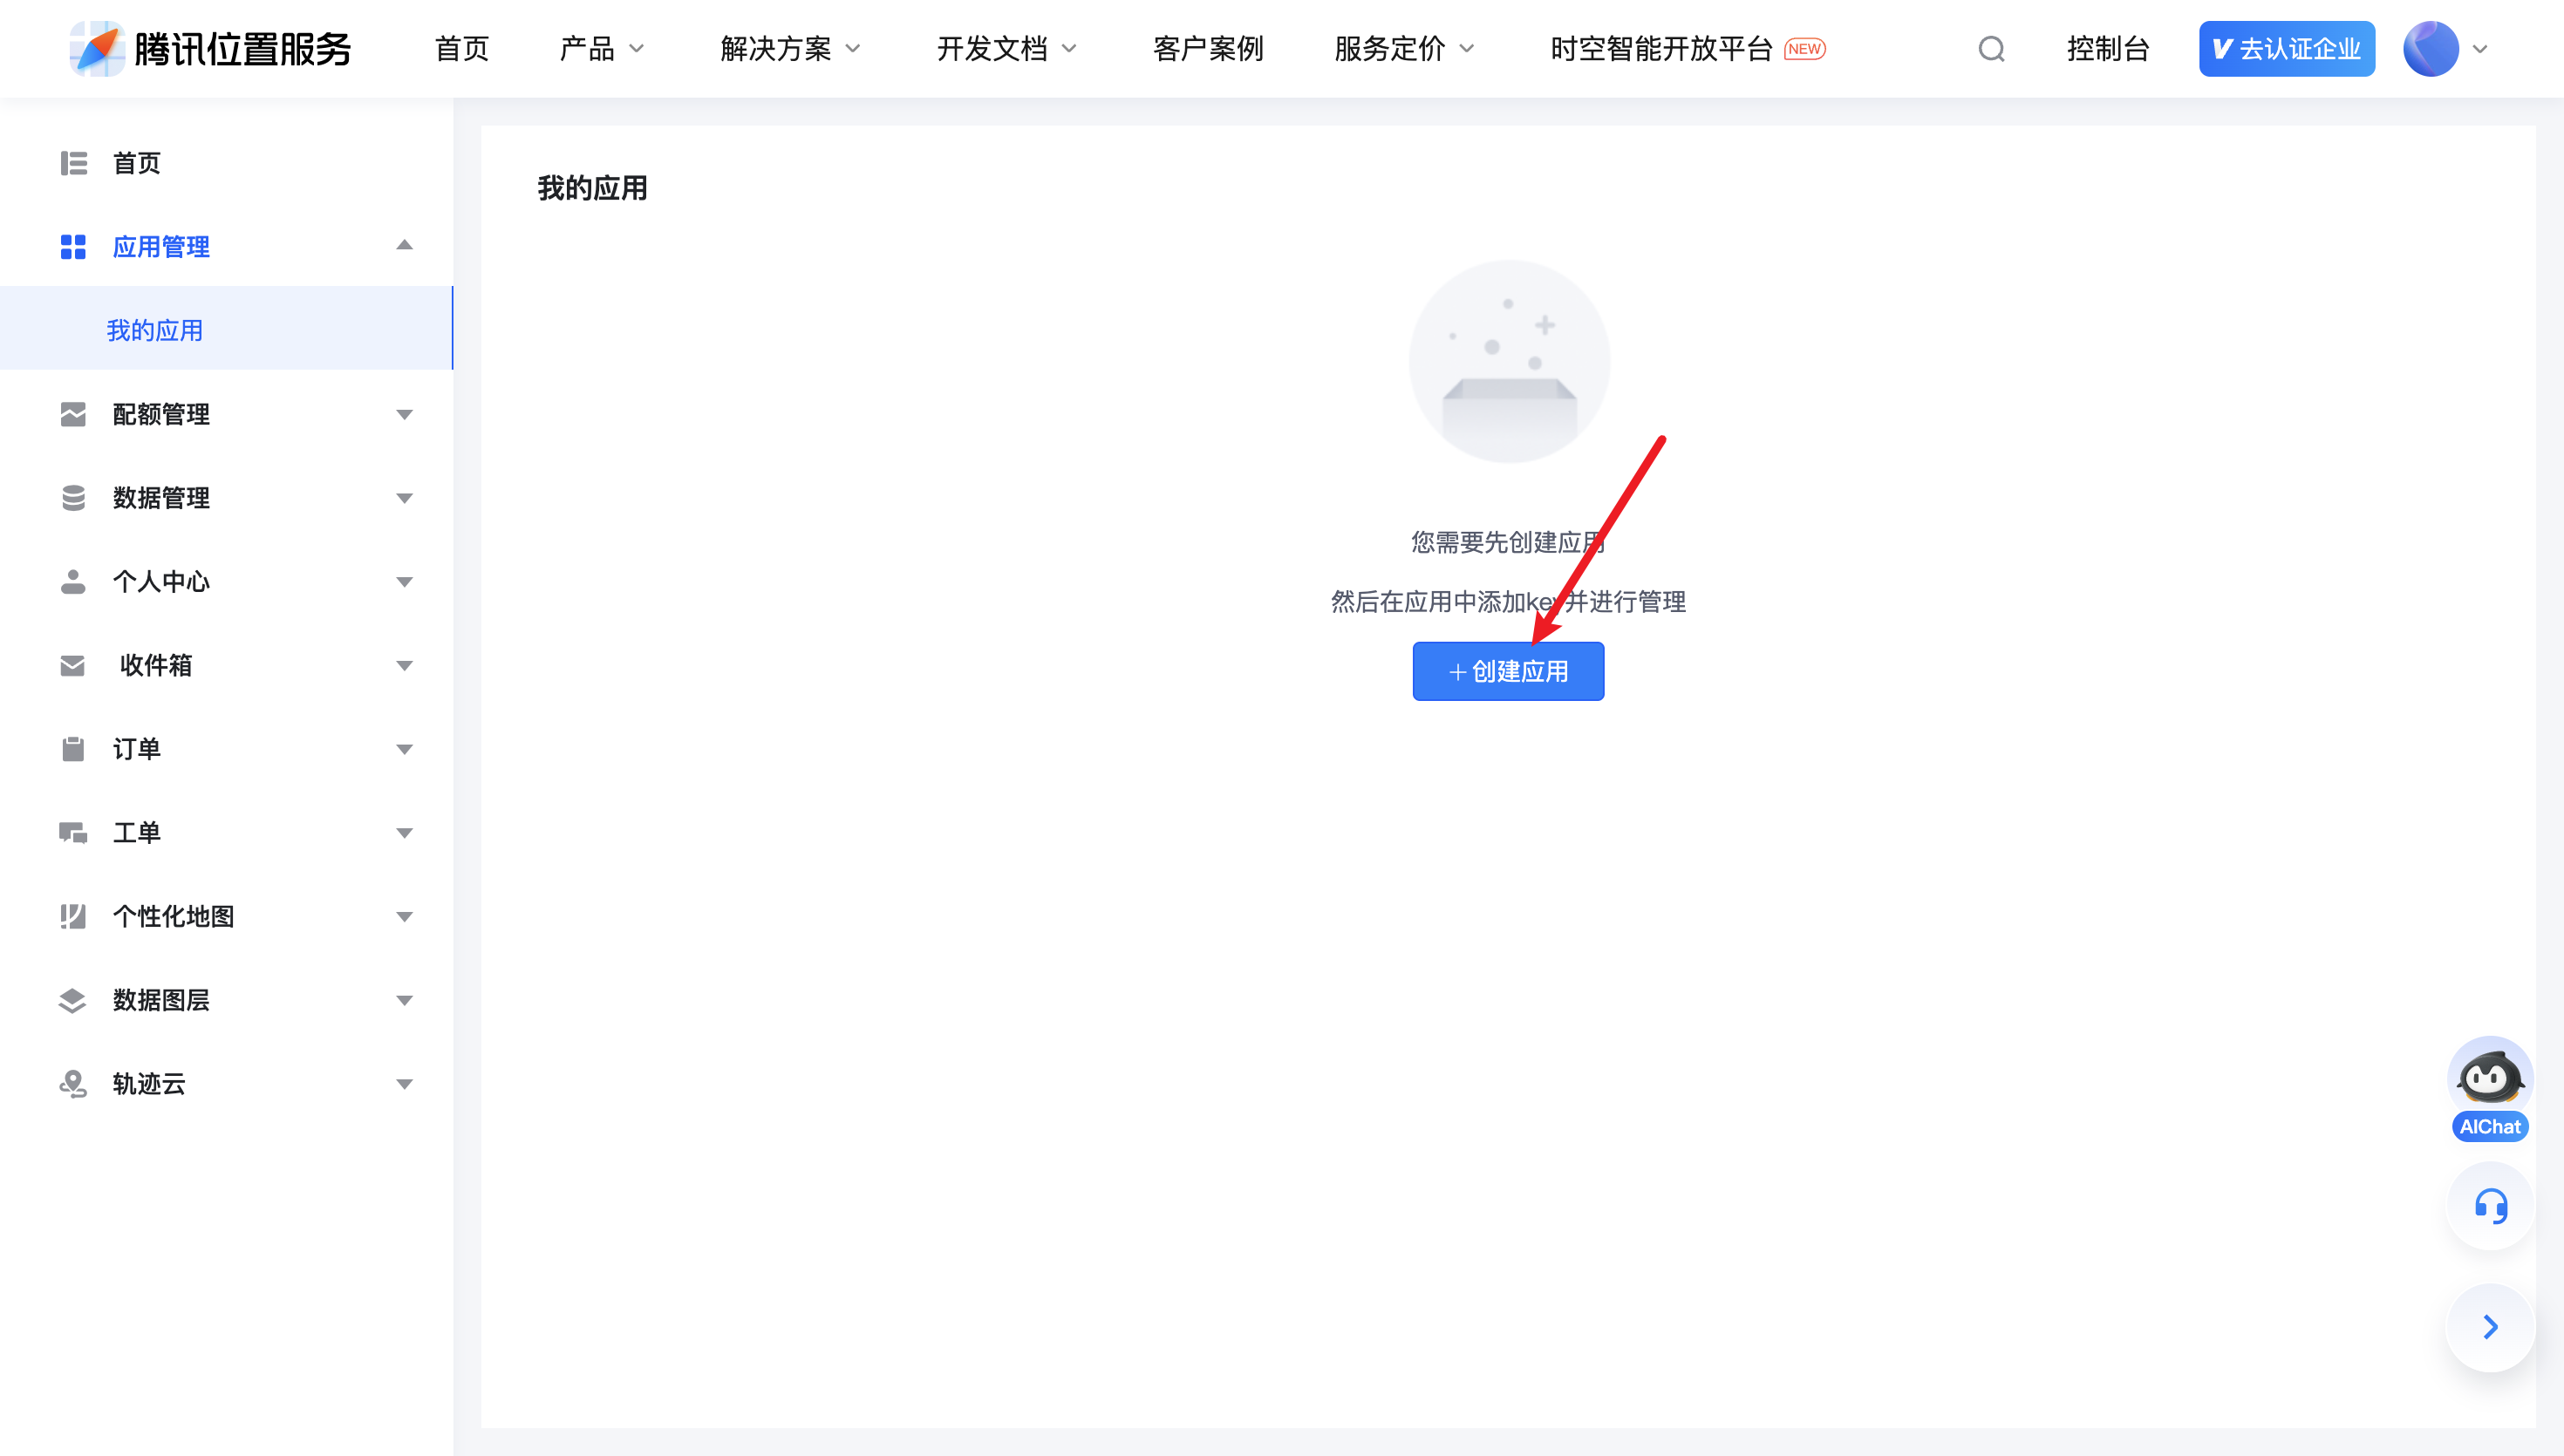 腾讯位置服务
首页
产品
解决方案
开发文档
客户案例
服务定价
时空智能开放平台 NEW
控制台
V 去认证企业
首页
应用管理
我的应用
配额管理
数据管理
个人中心
收件箱
订单
工单
个性化地图
数据图层
轨迹云
我的应用
您需要先创建应用
然后在应用中添加key并进行管理
+ 创建应用
AIChat